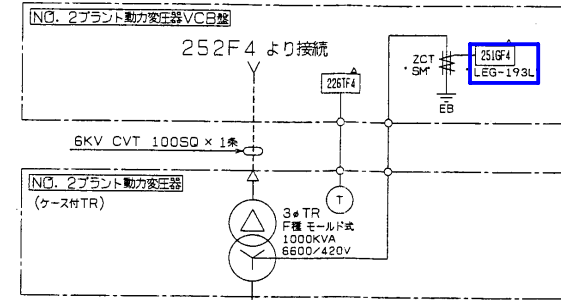 NO. 2プラント動力変圧器VCB盤
252F4 より接続
226TF4
ZCT
"SM"
251GF4
LEG-193L
EB
6KV CVT 100SQ × 1条
NO. 2プラント動力変圧器
(ケース付TR)
T
3φTR
F種 モールド式
1000KVA
6600/420V